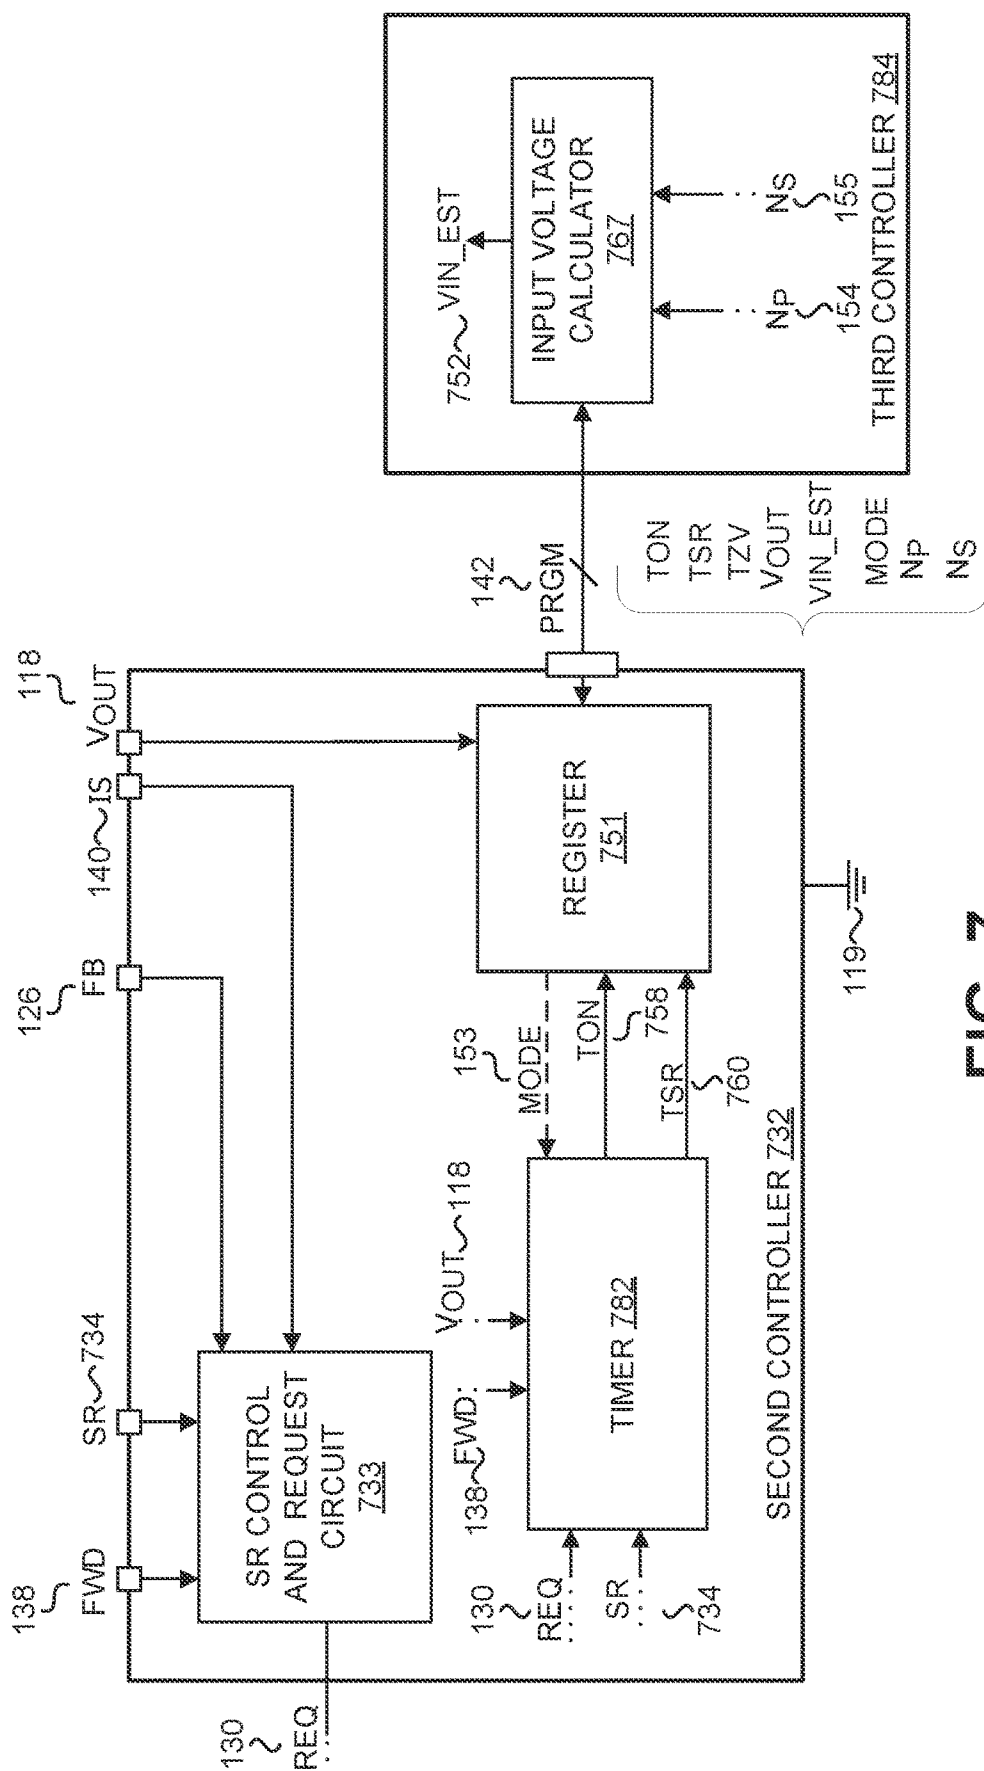 138
FWD
SR
734
126
FB
140
IS
118
VOUT
130
REQ
SR CONTROL
AND REQUEST
CIRCUIT
733
138
FWD
VOUT
118
130
REQ
SR
734
TIMER 782
153
MODE
TON
758
TSR
760
REGISTER
751
SECOND CONTROLLER 732
119
142
PRGM
TON
TSR
TZV
VOUT
VIN_EST
MODE
NP
NS
752
VIN_EST
INPUT VOLTAGE
CALCULATOR
767
NP
154
NS
155
THIRD CONTROLLER 784